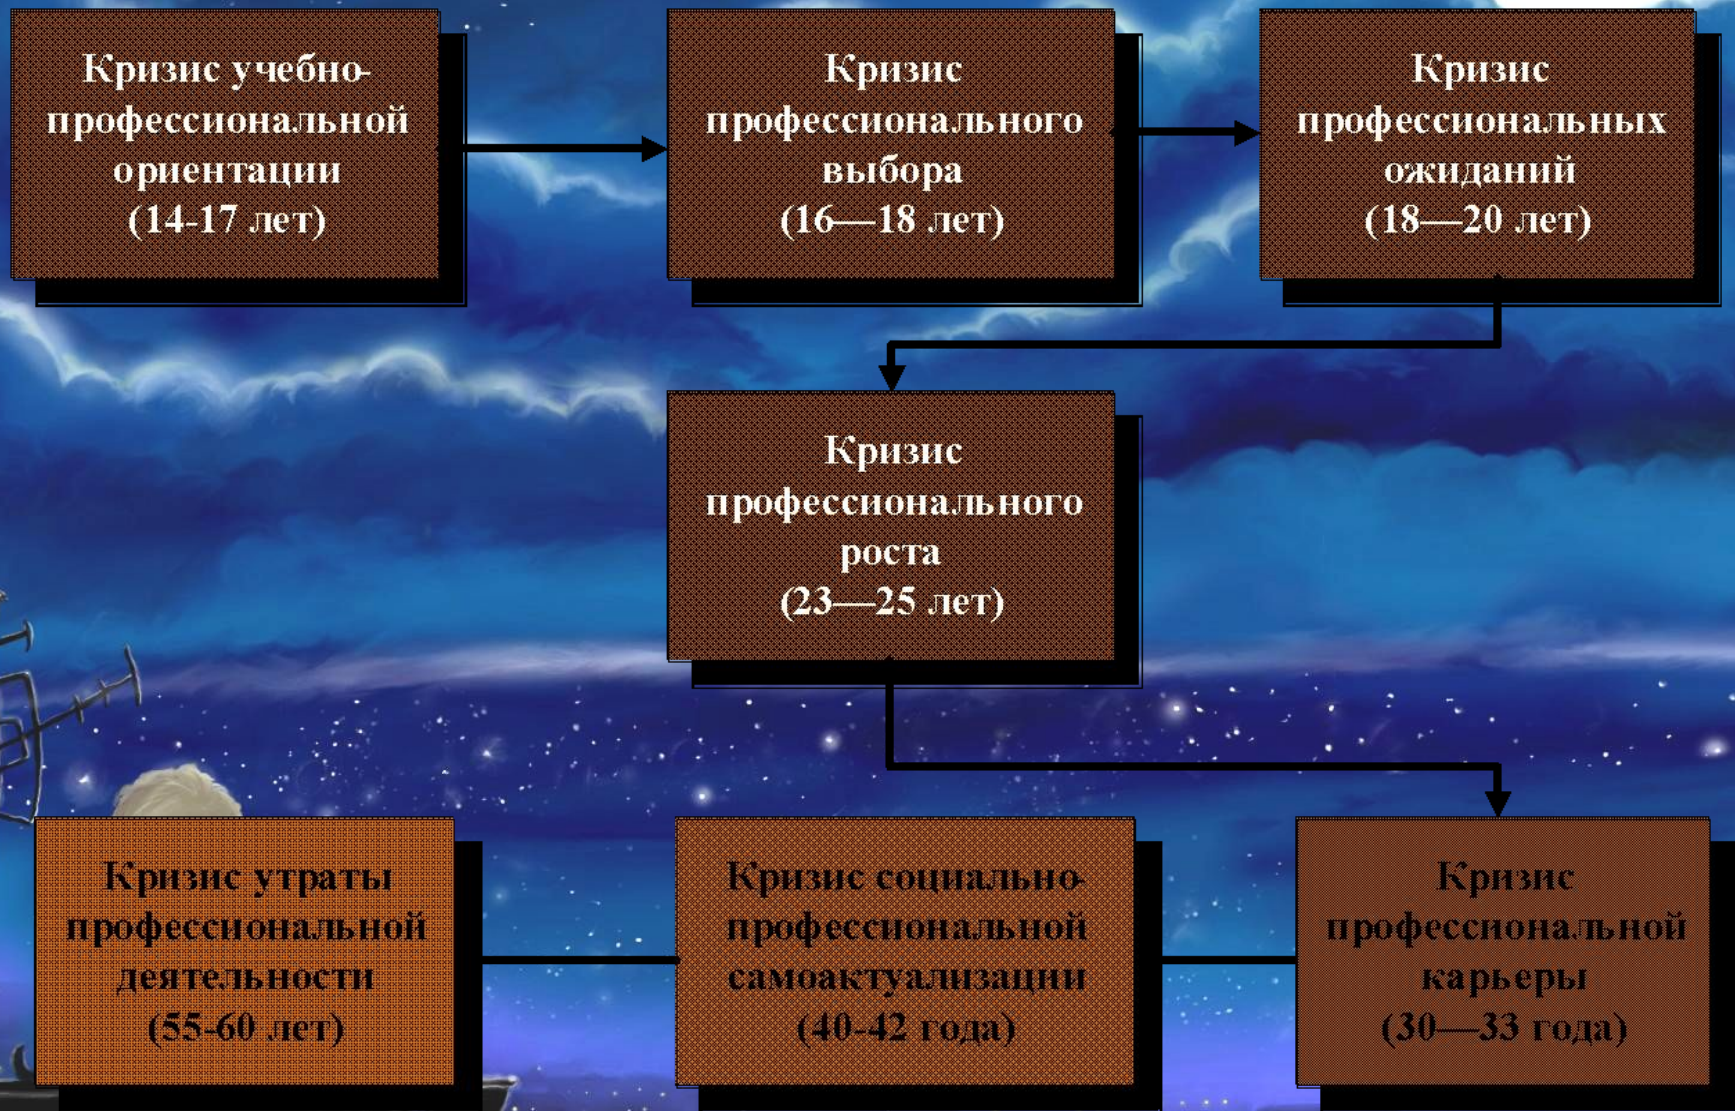 Кризис учебно-
профессиональной
ориентации
(14-17 лет)
Кризис
профессионального
выбора
(16—18 лет)
Кризис
профессиональных
ожиданий
(18—20 лет)
Кризис
профессионального
роста
(23—25 лет)
Кризис утраты
профессиональной
деятельности
(55-60 лет)
Кризис социально-
профессиональной
самоактуализации
(40-42 года)
Кризис
профессиональной
карьеры
(30—33 года)